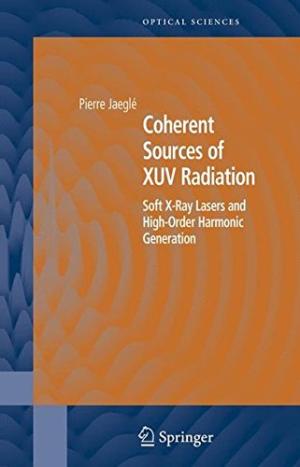 OPTICAL SCIENCES
Pierre Jaeglé
Coherent
Sources of
XUV Radiation
Soft X-Ray Lasers and
High-Order Harmonic
Generation
Springer